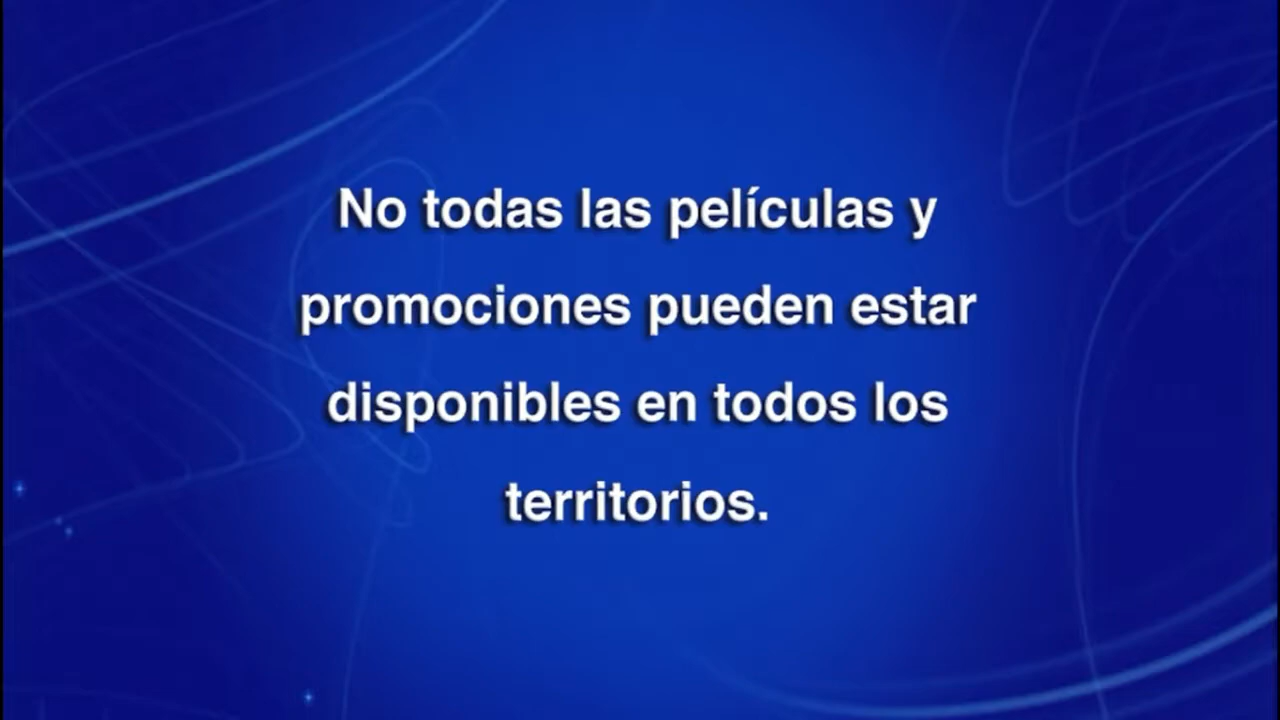 No todas las películas y
promociones pueden estar
disponibles en todos los
territorios.